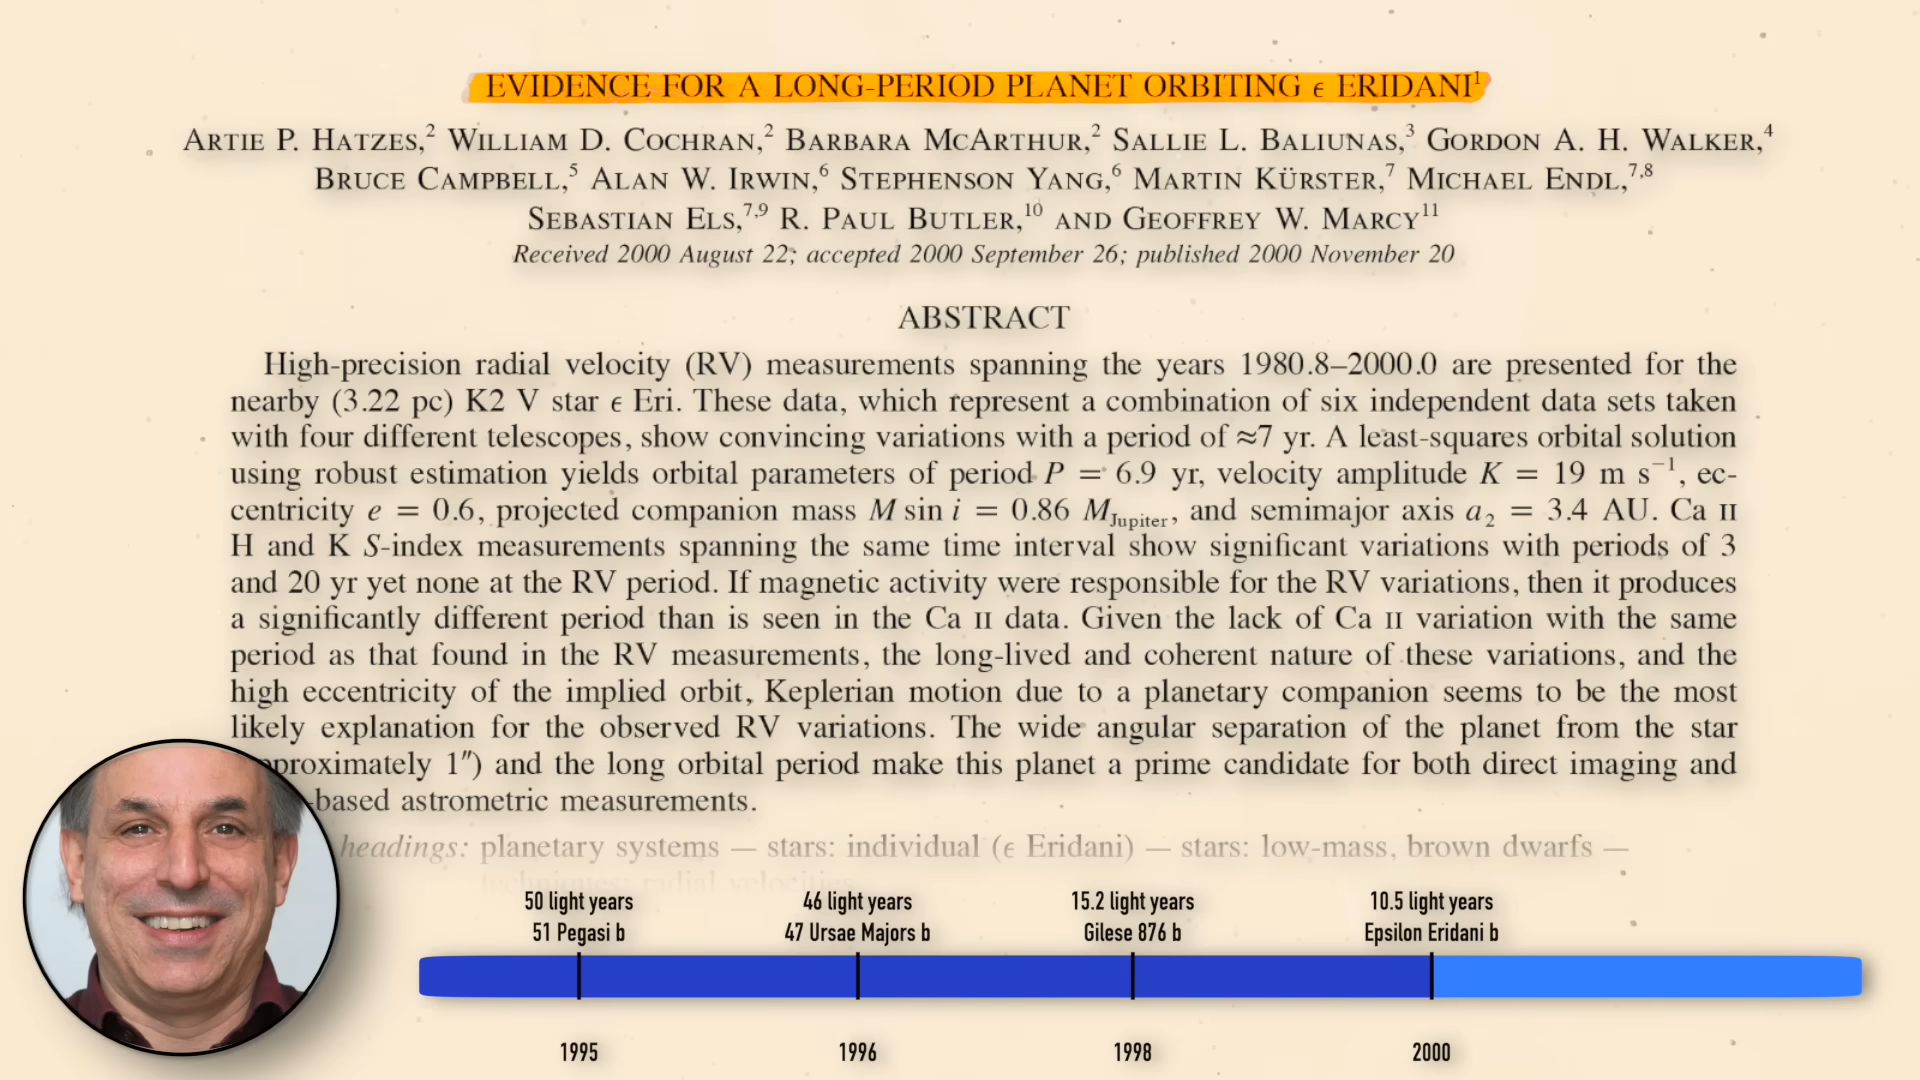 EVIDENCE FOR A LONG-PERIOD PLANET ORBITING ϵ ERIDANI¹
ARTIE P. HATZES,² WILLIAM D. COCHRAN,² BARBARA MCARTHUR,² SALLIE L. BALIUNAS,³ GORDON A. H. WALKER,⁴
BRUCE CAMPBELL,⁵ ALAN W. IRWIN,⁶ STEPHENSON YANG,⁶ MARTIN KÜRSTER,⁷ MICHAEL ENDL,⁷,⁸
SEBASTIAN ELS,⁷,⁹ R. PAUL BUTLER,¹⁰ AND GEOFFREY W. MARCY¹¹
Received 2000 August 22; accepted 2000 September 26; published 2000 November 20
ABSTRACT
High-precision radial velocity (RV) measurements spanning the years 1980.8–2000.0 are presented for the
nearby (3.22 pc) K2 V star ϵ Eri. These data, which represent a combination of six independent data sets taken
with four different telescopes, show convincing variations with a period of ≈7 yr. A least-squares orbital solution
using robust estimation yields orbital parameters of period P = 6.9 yr, velocity amplitude K = 19 m s⁻¹, ec-
centricity e = 0.6, projected companion mass M sin i = 0.86 M_Jupiter, and semimajor axis a₂ = 3.4 AU. Ca II
H and K S-index measurements spanning the same time interval show significant variations with periods of 3
and 20 yr yet none at the RV period. If magnetic activity were responsible for the RV variations, then it produces
a significantly different period than is seen in the Ca II data. Given the lack of Ca II variation with the same
period as that found in the RV measurements, the long-lived and coherent nature of these variations, and the
high eccentricity of the implied orbit, Keplerian motion due to a planetary companion seems to be the most
likely explanation for the observed RV variations. The wide angular separation of the planet from the star
proximately 1″) and the long orbital period make this planet a prime candidate for both direct imaging and
-based astrometric measurements.
headings: planetary systems — stars: individual (ϵ Eridani) — stars: low-mass, brown dwarfs —
techniques: radial velocities
50 light years
51 Pegasi b
46 light years
47 Ursae Majors b
15.2 light years
Gilese 876 b
10.5 light years
Epsilon Eridani b
1995
1996
1998
2000